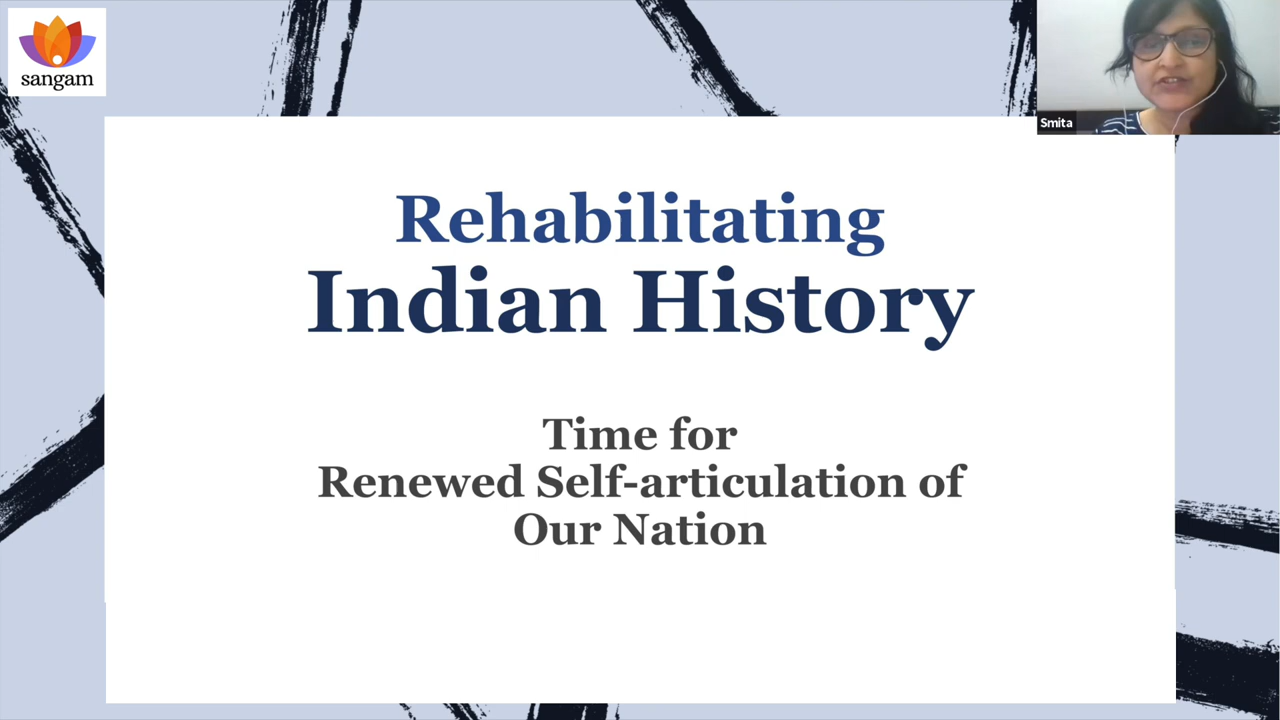 sangam
Smita
Rehabilitating
Indian History
Time for
Renewed Self-articulation of
Our Nation